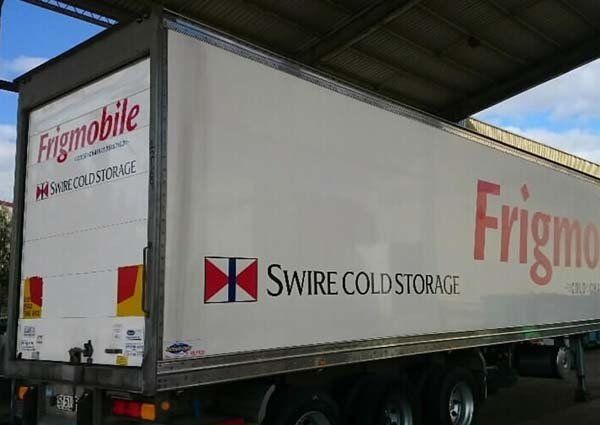 Frigmobile
SWIRE COLD STORAGE
SWIRE COLD STORAGE
Frigmo